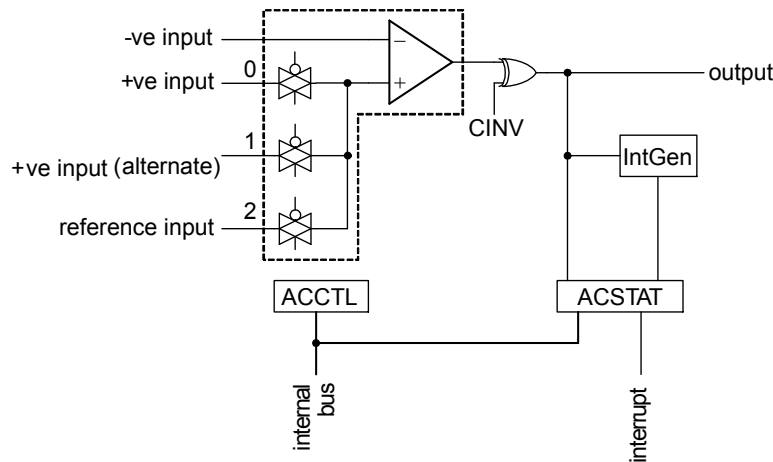 -ve input
−
output
+ve input
0
+
CINV
+ve input (alternate)
1
IntGen
reference input
2
ACCTL
ACSTAT
internal
bus
interrupt